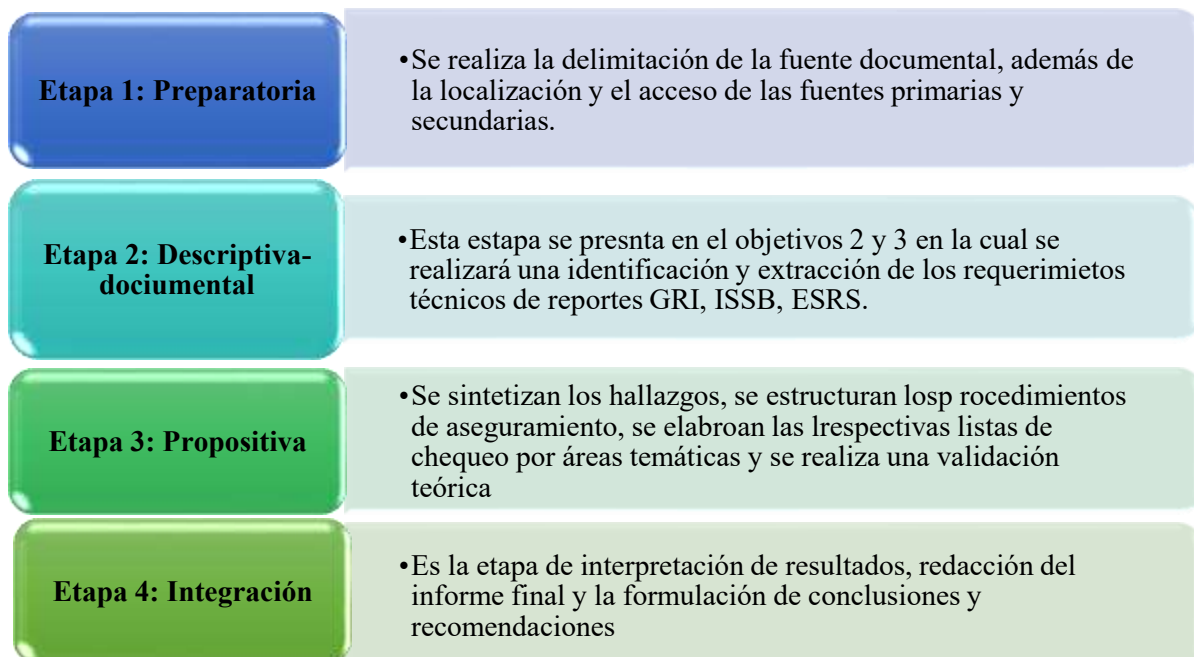 Etapa 1: Preparatoria
•Se realiza la delimitación de la fuente documental, además de
la localización y el acceso de las fuentes primarias y
secundarias.
Etapa 2: Descriptiva-
dociumental
•Esta estapa se presnta en el objetivos 2 y 3 en la cual se
realizará una identificación y extracción de los requerimietos
técnicos de reportes GRI, ISSB, ESRS.
Etapa 3: Propositiva
•Se sintetizan los hallazgos, se estructuran losp rocedimientos
de aseguramiento, se elabroan las lrespectivas listas de
chequeo por áreas temáticas y se realiza una validación
teórica
Etapa 4: Integración
•Es la etapa de interpretación de resultados, redacción del
informe final y la formulación de conclusiones y
recomendaciones